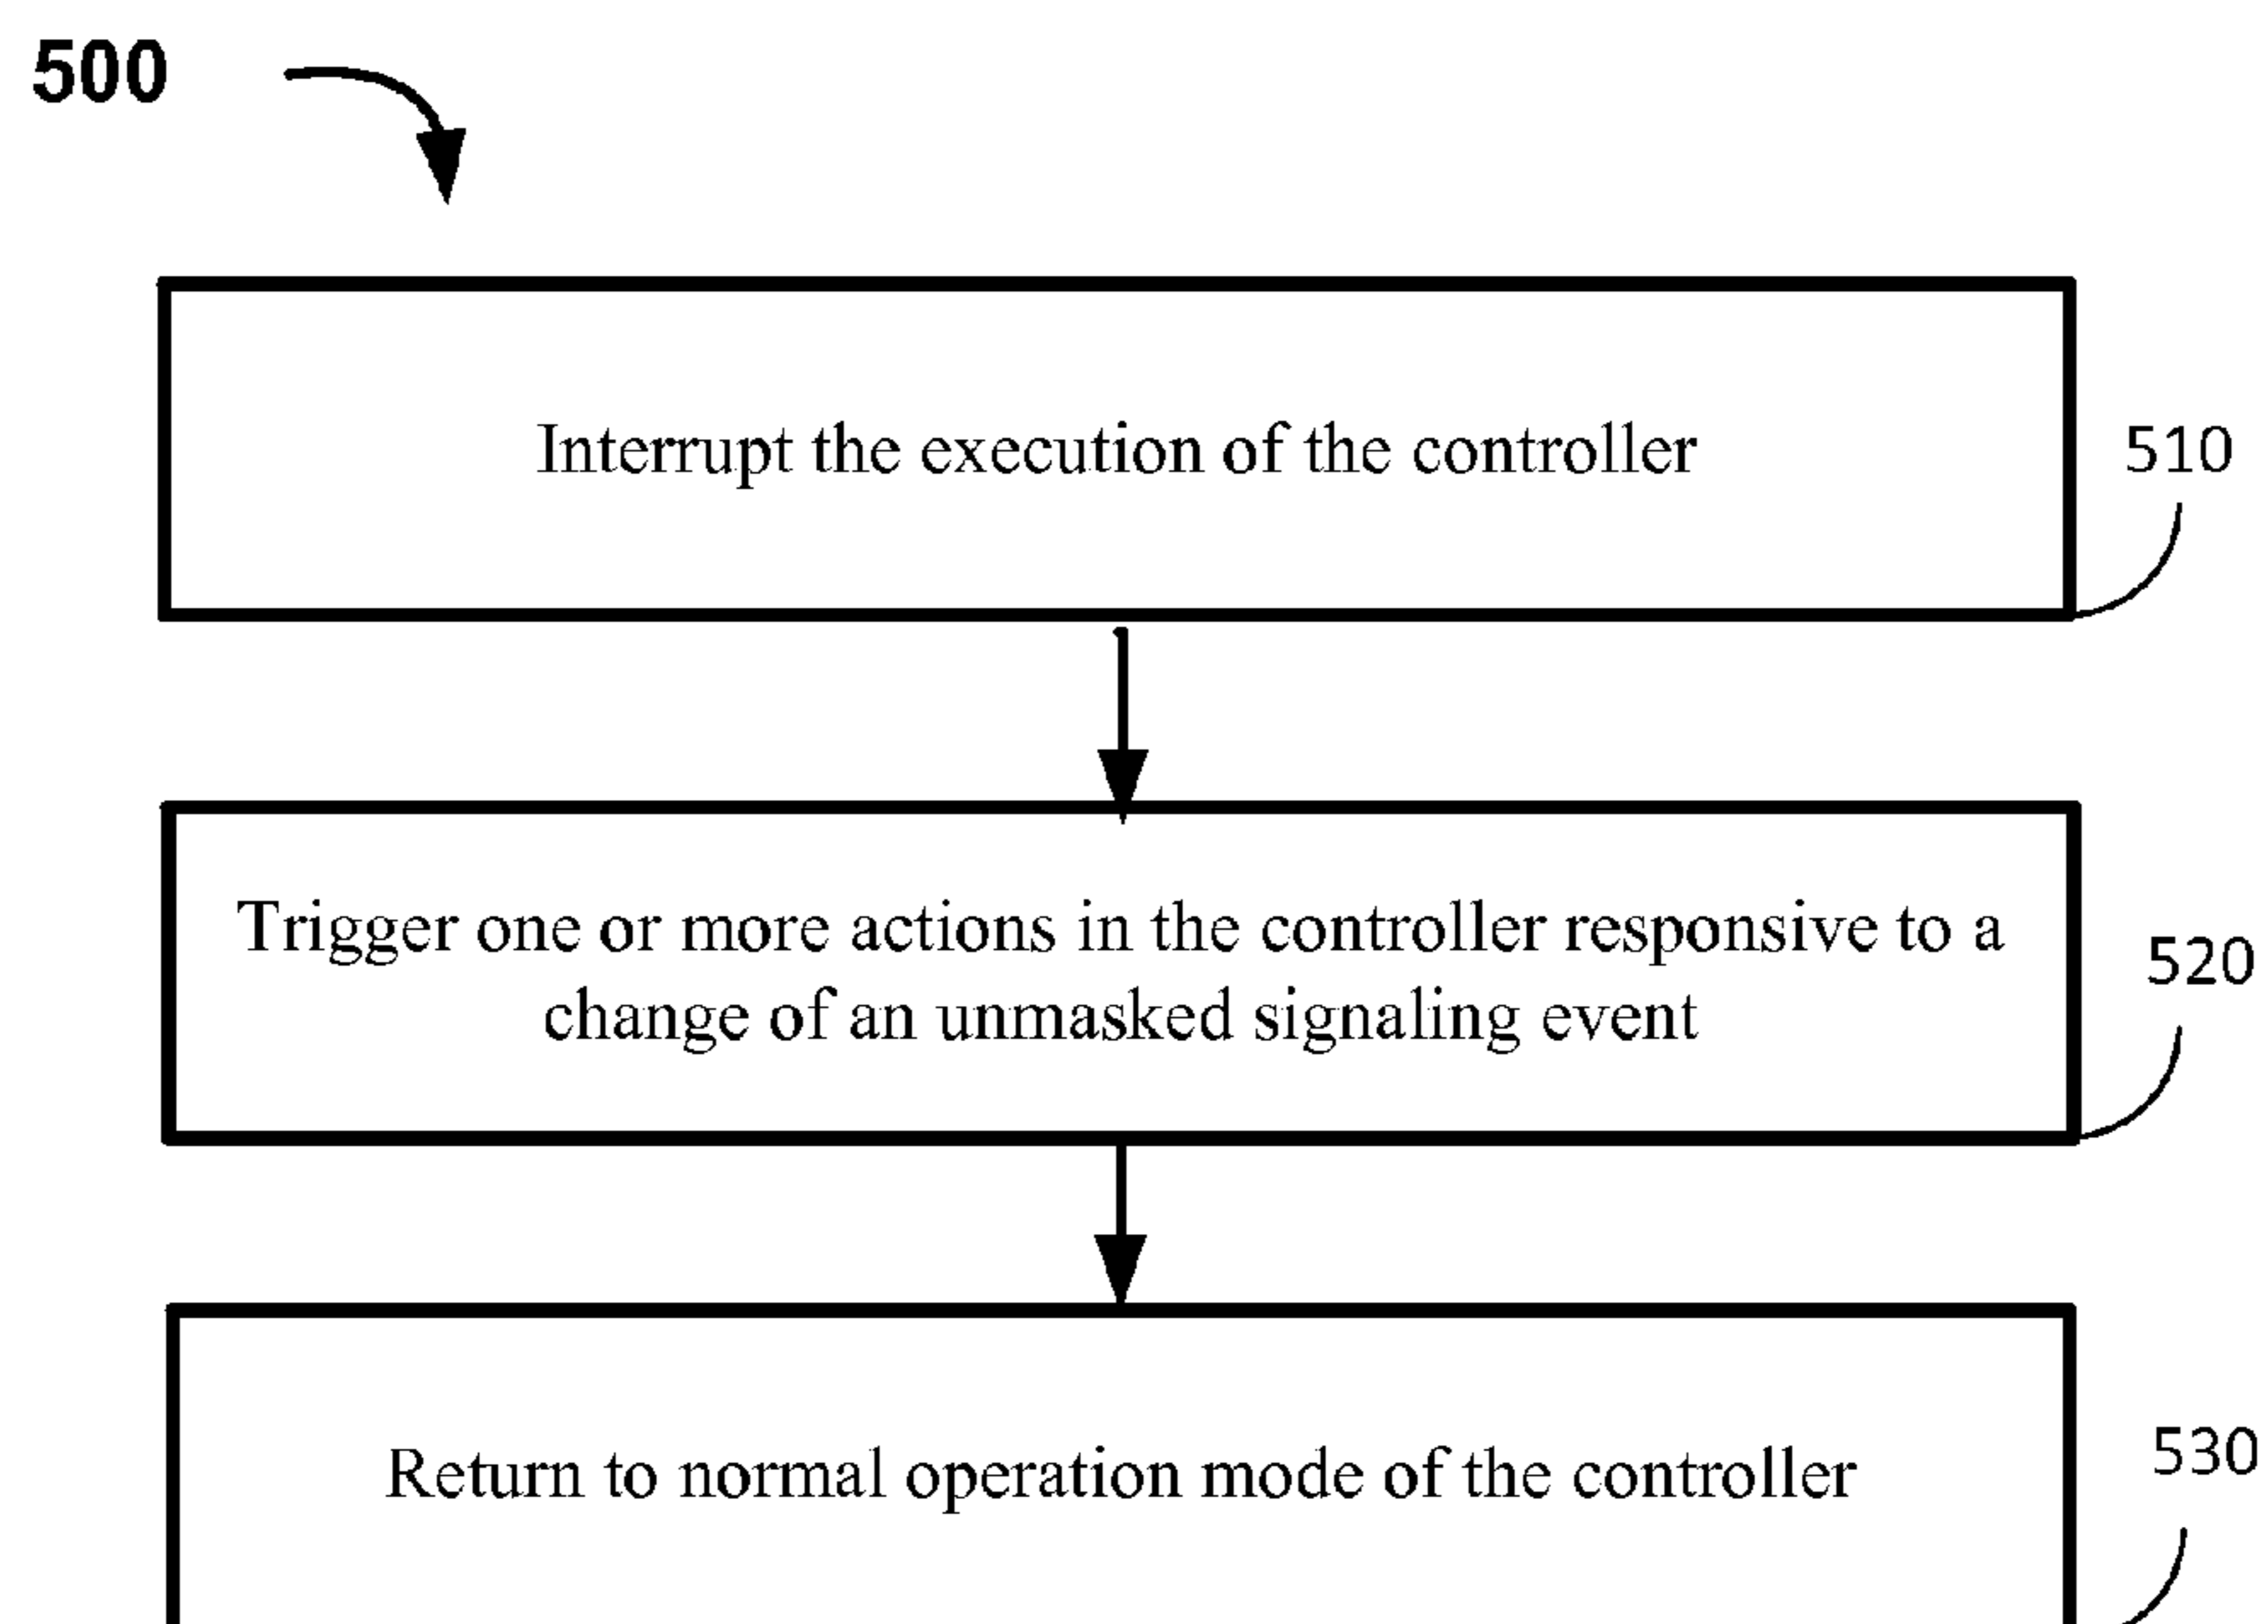 500
Interrupt the execution of the controller
510
Trigger one or more actions in the controller responsive to a
change of an unmasked signaling event
520
Return to normal operation mode of the controller
530